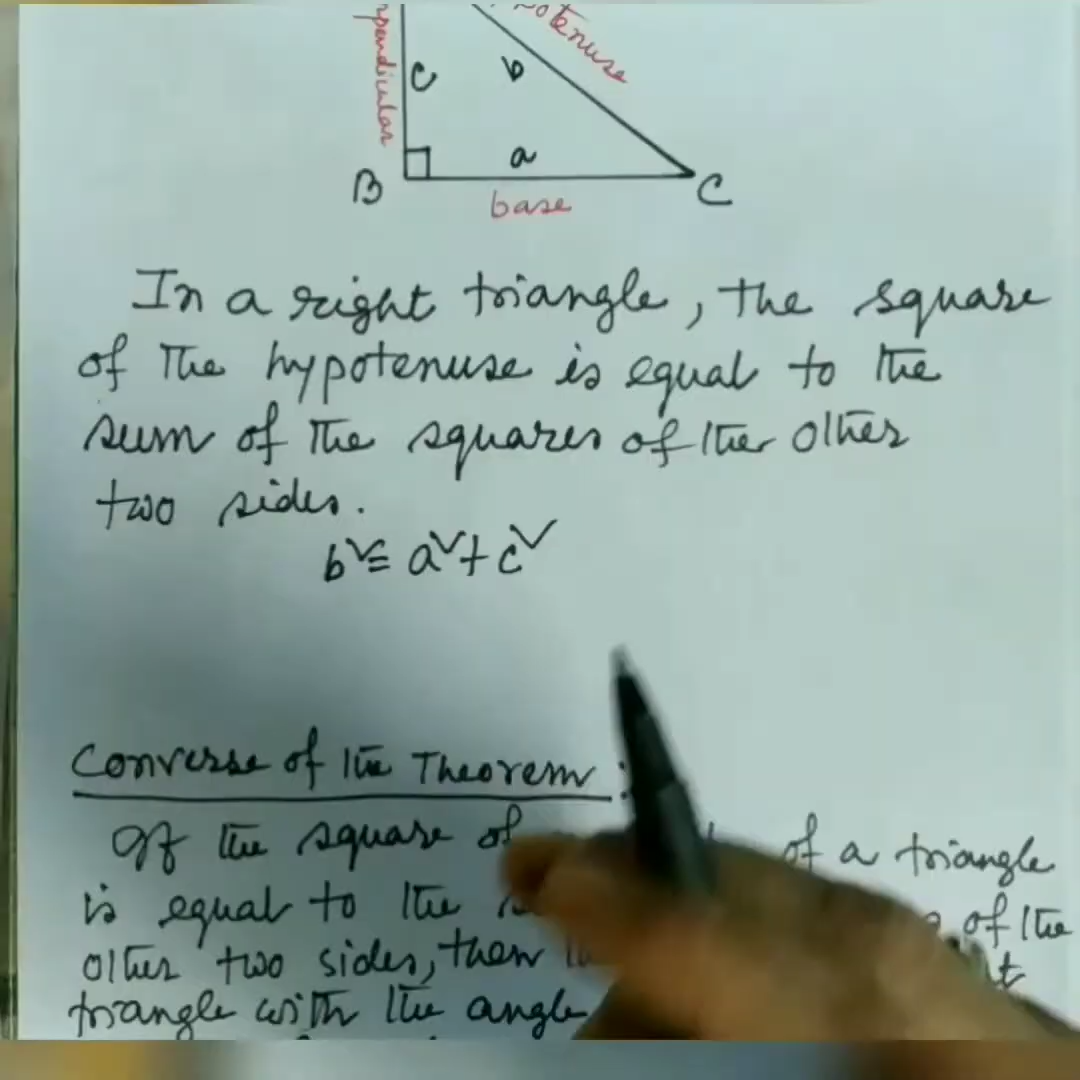 C
b
a
B
C
base
In a right triangle, the square
of the hypotenuse is equal to the
sum of the squares of the other
two sides.
b² = a² + c²
Converse of the Theorem :
If the square of of a triangle
is equal to the of the
other two sides, then
triangle with the angle